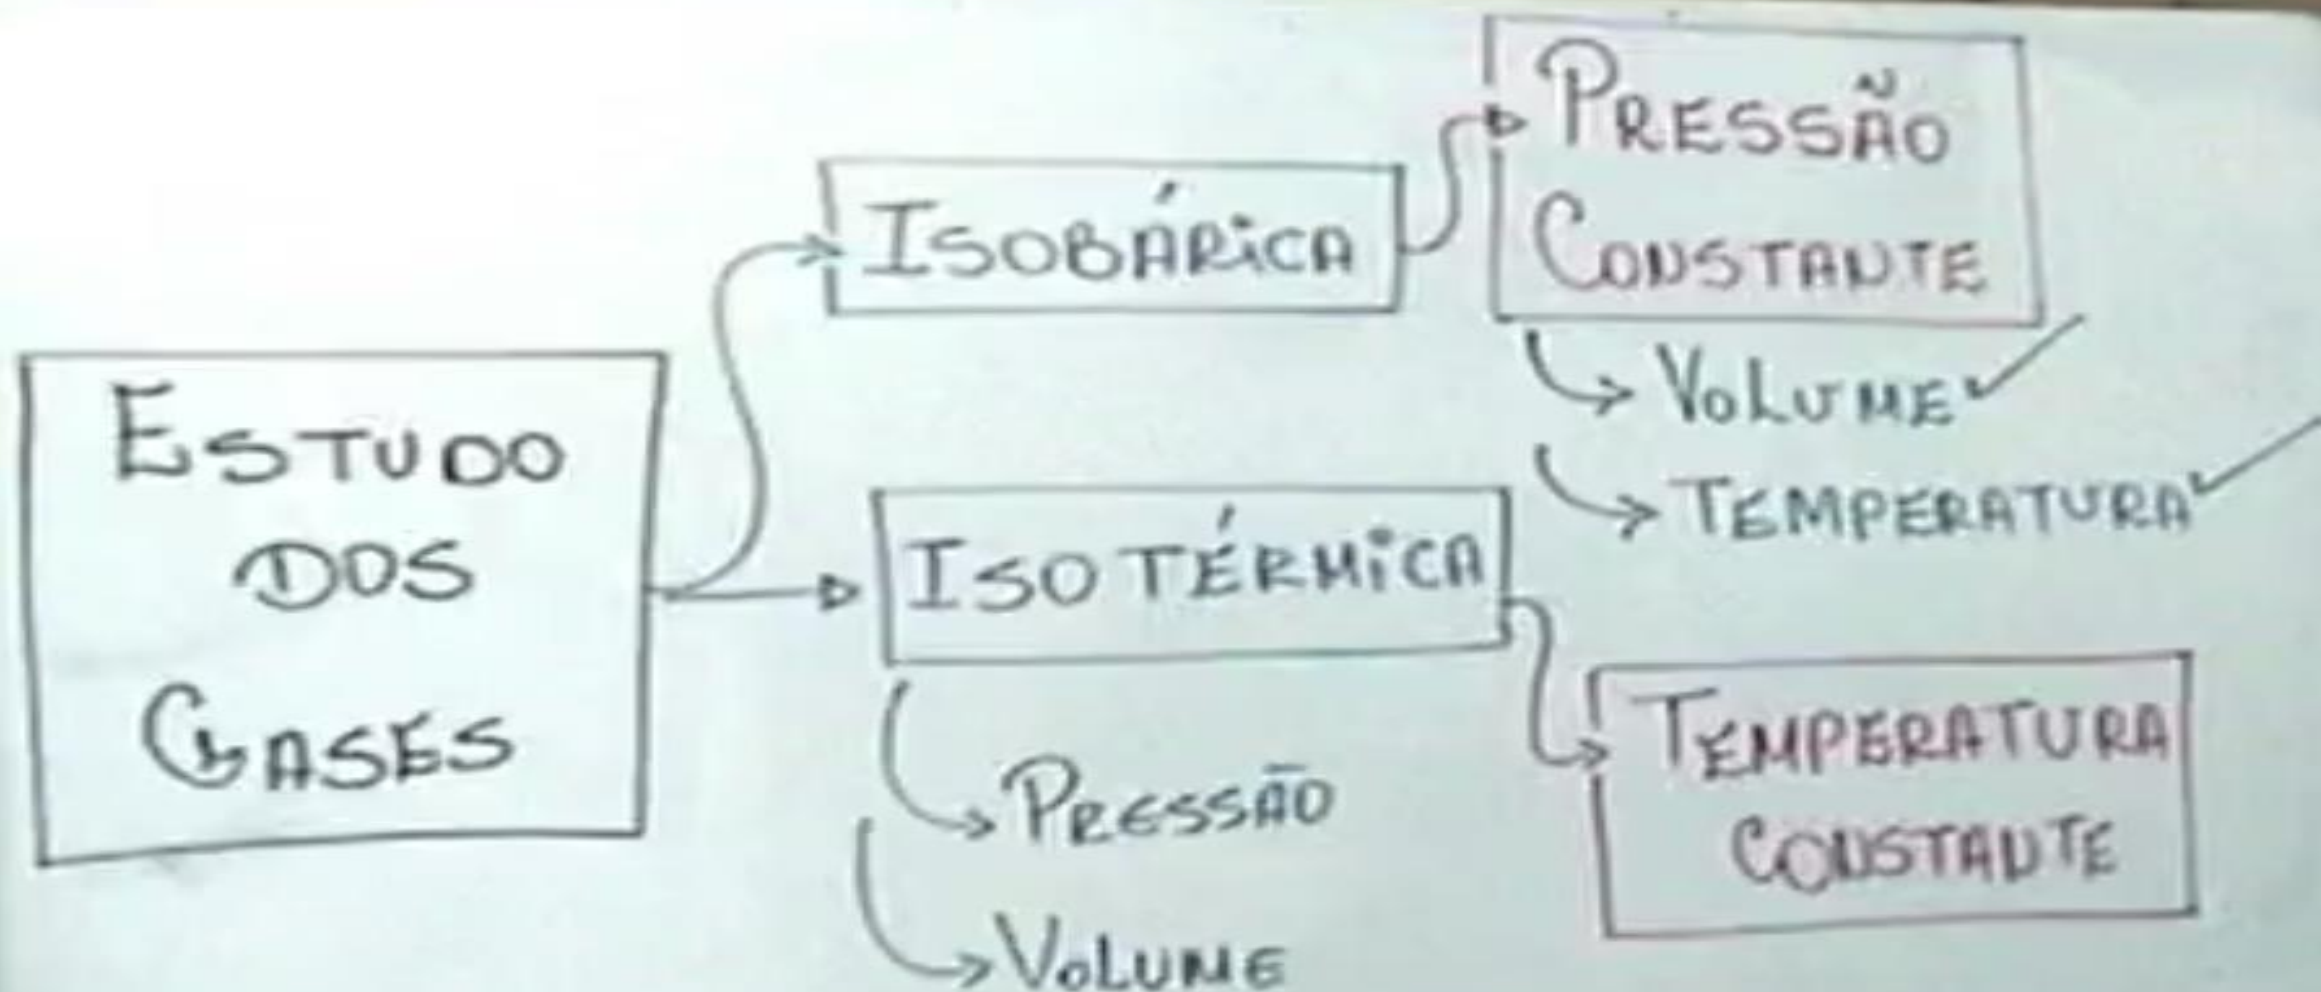 ESTUDO
DOS
GASES
ISOBÁRICA
PRESSÃO
CONSTANTE
VOLUME
TEMPERATURA
ISOTÉRMICA
PRESSÃO
VOLUME
TEMPERATURA
CONSTANTE